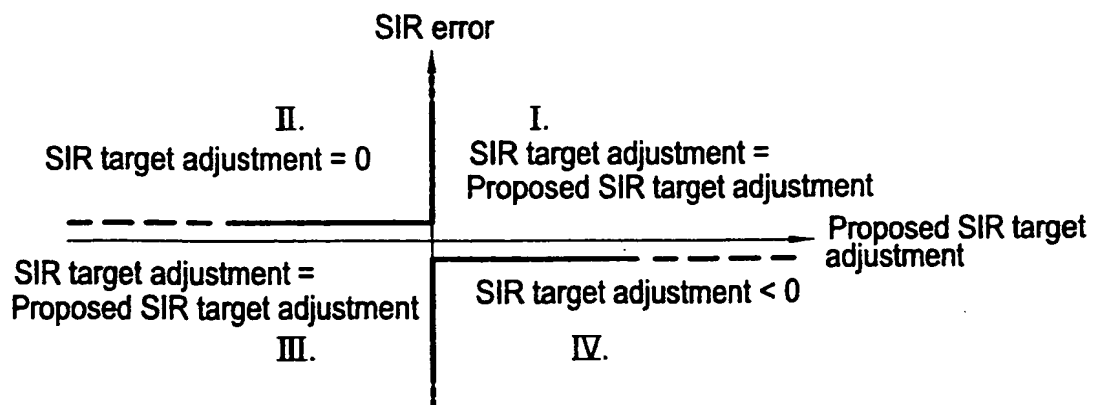 SIR error
II.
SIR target adjustment = 0
I.
SIR target adjustment =
Proposed SIR target adjustment
Proposed SIR target
adjustment
SIR target adjustment =
Proposed SIR target adjustment
III.
SIR target adjustment < 0
IV.